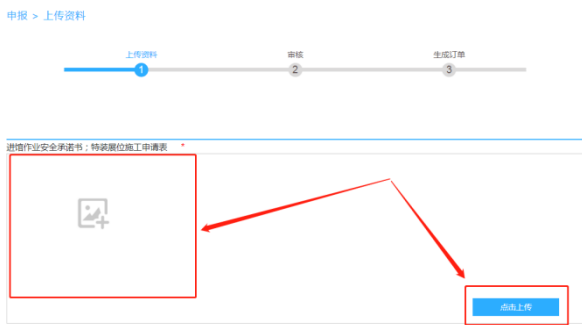 申报 > 上传资料
上传资料 审核 生成订单
1 2 3
进馆作业安全承诺书；特装展位施工申请表 *
点击上传